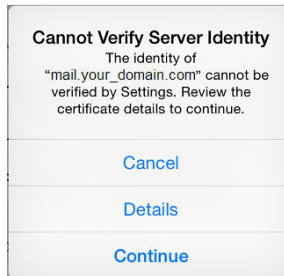 Cannot Verify Server Identity
The identity of
“mail.your_domain.com” cannot be
verified by Settings. Review the
certificate details to continue.
Cancel
Details
Continue